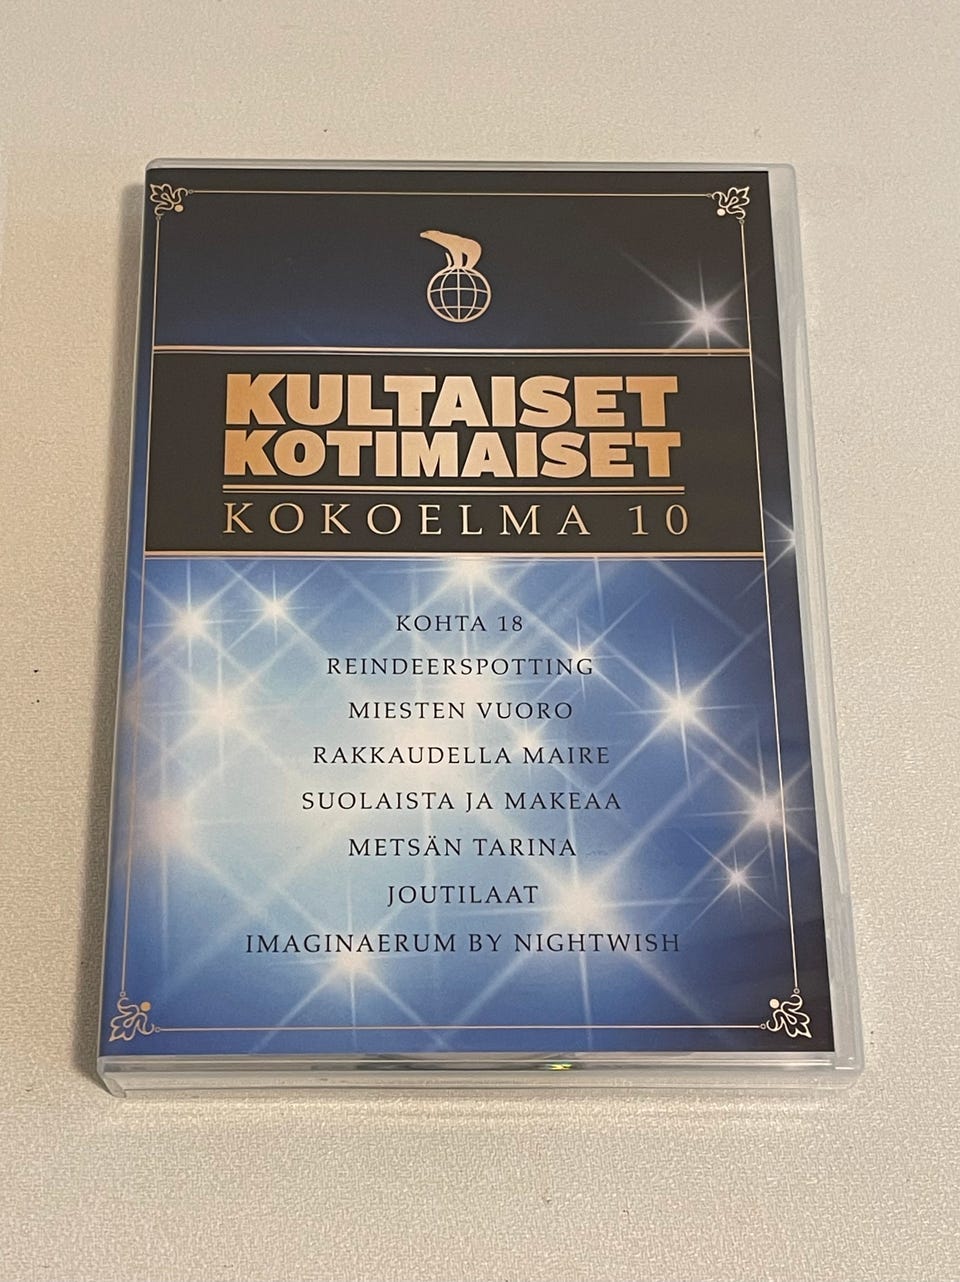 KULTAISET
KOTIMAISET
KOKOELMA 10
KOHTA 18
REINDEERSPOTTING
MIESTEN VUORO
RAKKAUDELLA MAIRE
SUOLAISTA JA MAKEAA
METSÄN TARINA
JOUTILAAT
IMAGINAERUM BY NIGHTWISH